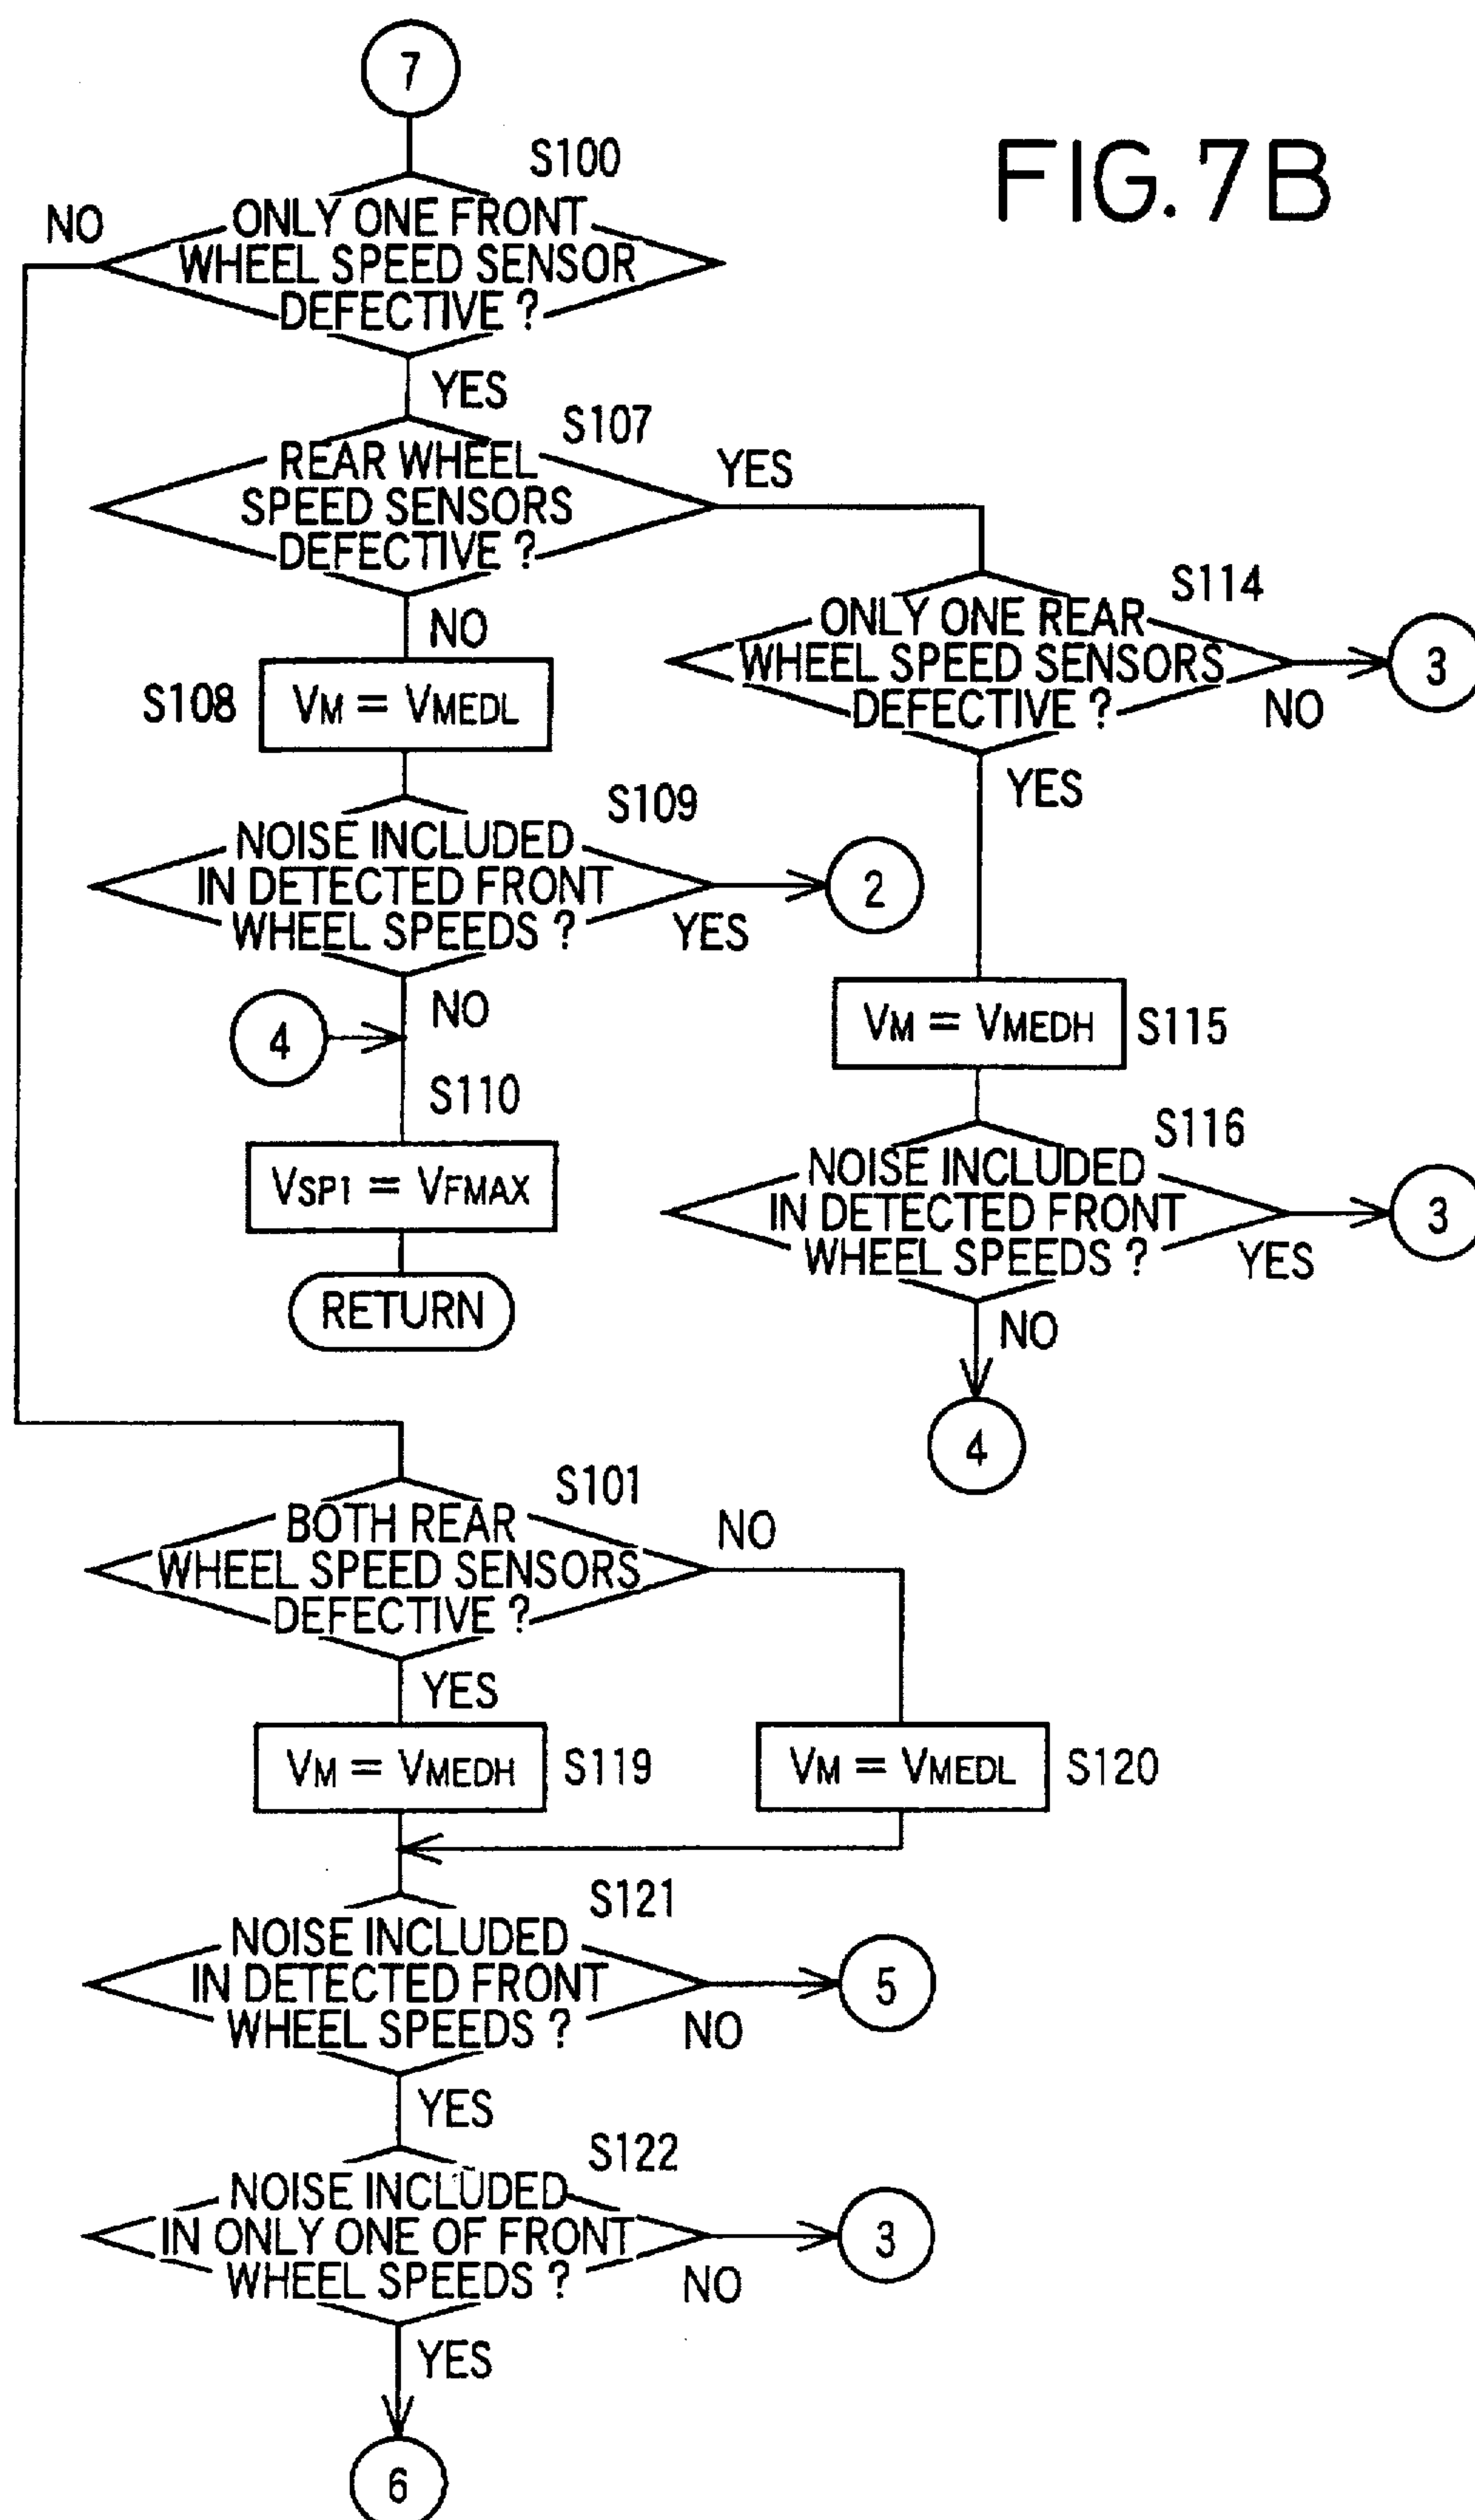 7
FIG. 7B
S100
NO
ONLY ONE FRONT
WHEEL SPEED SENSOR
DEFECTIVE ?
YES
S107
REAR WHEEL
SPEED SENSORS
DEFECTIVE ?
YES
NO
S114
ONLY ONE REAR
WHEEL SPEED SENSORS
DEFECTIVE ?
3
NO
YES
S108
VM = VMEDL
S109
NOISE INCLUDED
IN DETECTED FRONT
WHEEL SPEEDS ?
2
YES
NO
4
VM = VMEDH
S115
S110
VSP1 = VFMAX
RETURN
S116
NOISE INCLUDED
IN DETECTED FRONT
WHEEL SPEEDS ?
3
YES
NO
4
S101
BOTH REAR
WHEEL SPEED SENSORS
DEFECTIVE ?
NO
YES
VM = VMEDH
S119
VM = VMEDL
S120
S121
NOISE INCLUDED
IN DETECTED FRONT
WHEEL SPEEDS ?
5
NO
YES
S122
NOISE INCLUDED
IN ONLY ONE OF FRONT
WHEEL SPEEDS ?
3
NO
YES
6